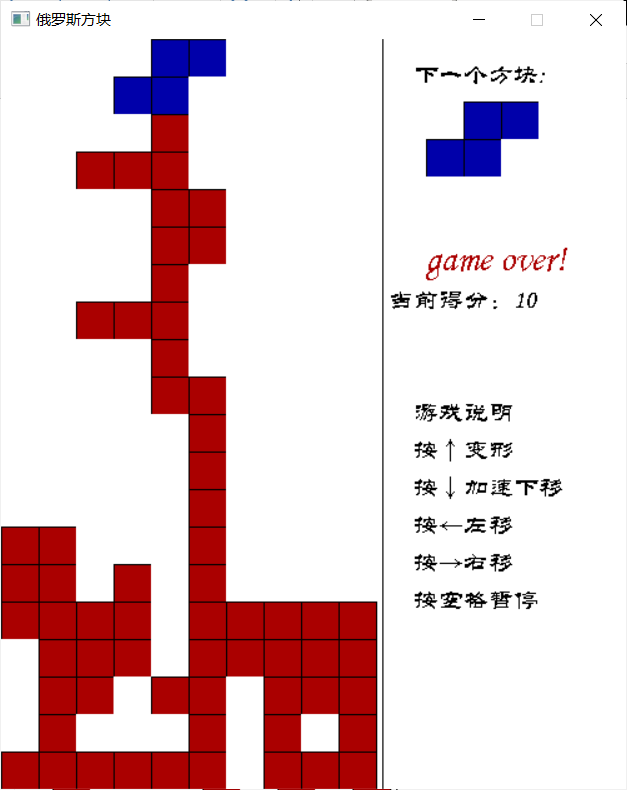 俄罗斯方块
下一个方块:
game over!
当前得分：10
游戏说明
按↑变形
按↓加速下移
按←左移
按→右移
按空格暂停